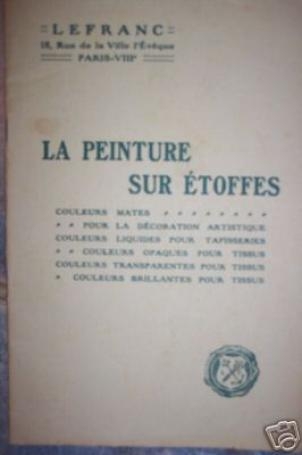 LEFRANC
18, Rue de la Ville l'Évêque
PARIS-VIIIe
LA PEINTURE
SUR ÉTOFFES
COULEURS MATES
POUR LA DÉCORATION ARTISTIQUE
COULEURS LIQUIDES POUR TAPISSERIES
COULEURS OPAQUES POUR TISSUS
COULEURS TRANSPARENTES POUR TISSUS
COULEURS BRILLANTES POUR TISSUS